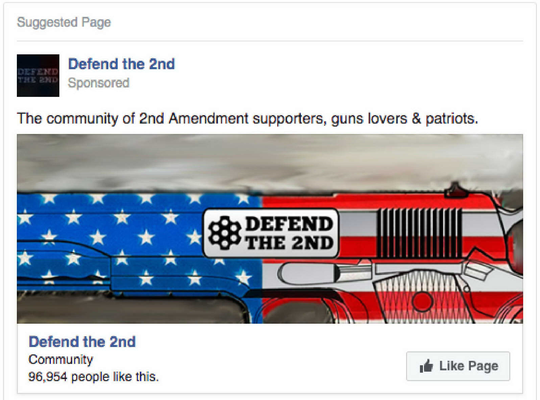 Suggested Page
DEFEND
THE 2ND
Defend the 2nd
Sponsored
The community of 2nd Amendment supporters, guns lovers & patriots.
DEFEND
THE 2ND
Defend the 2nd
Community
96,954 people like this.
Like Page